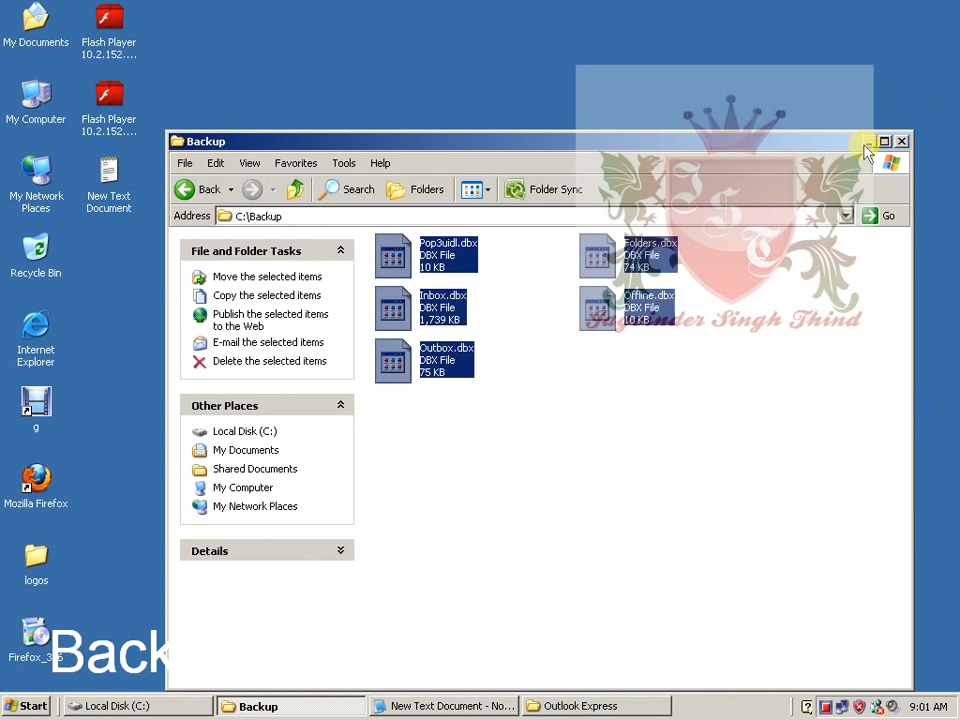 My Documents
Flash Player
10.2.152....
My Computer
Flash Player
10.2.152....
My Network
Places
New Text
Document
Recycle Bin
Internet
Explorer
g
Mozilla Firefox
logos
Firefox_3_6
Back
Backup
File Edit View Favorites Tools Help
Back Search Folders Folder Sync
Address C:\Backup Go
File and Folder Tasks
Move the selected items
Copy the selected items
Publish the selected items
to the Web
E-mail the selected items
Delete the selected items
Other Places
Local Disk (C:)
My Documents
Shared Documents
My Computer
My Network Places
Details
Pop3uidl.dbx
DBX File
10 KB
Folders.dbx
DBX File
74 KB
Inbox.dbx
DBX File
1,739 KB
Offline.dbx
DBX File
10 KB
Outbox.dbx
DBX File
75 KB
J S T
Jagjender Singh Thind
Start Local Disk (C:) Backup New Text Document - No... Outlook Express 9:01 AM